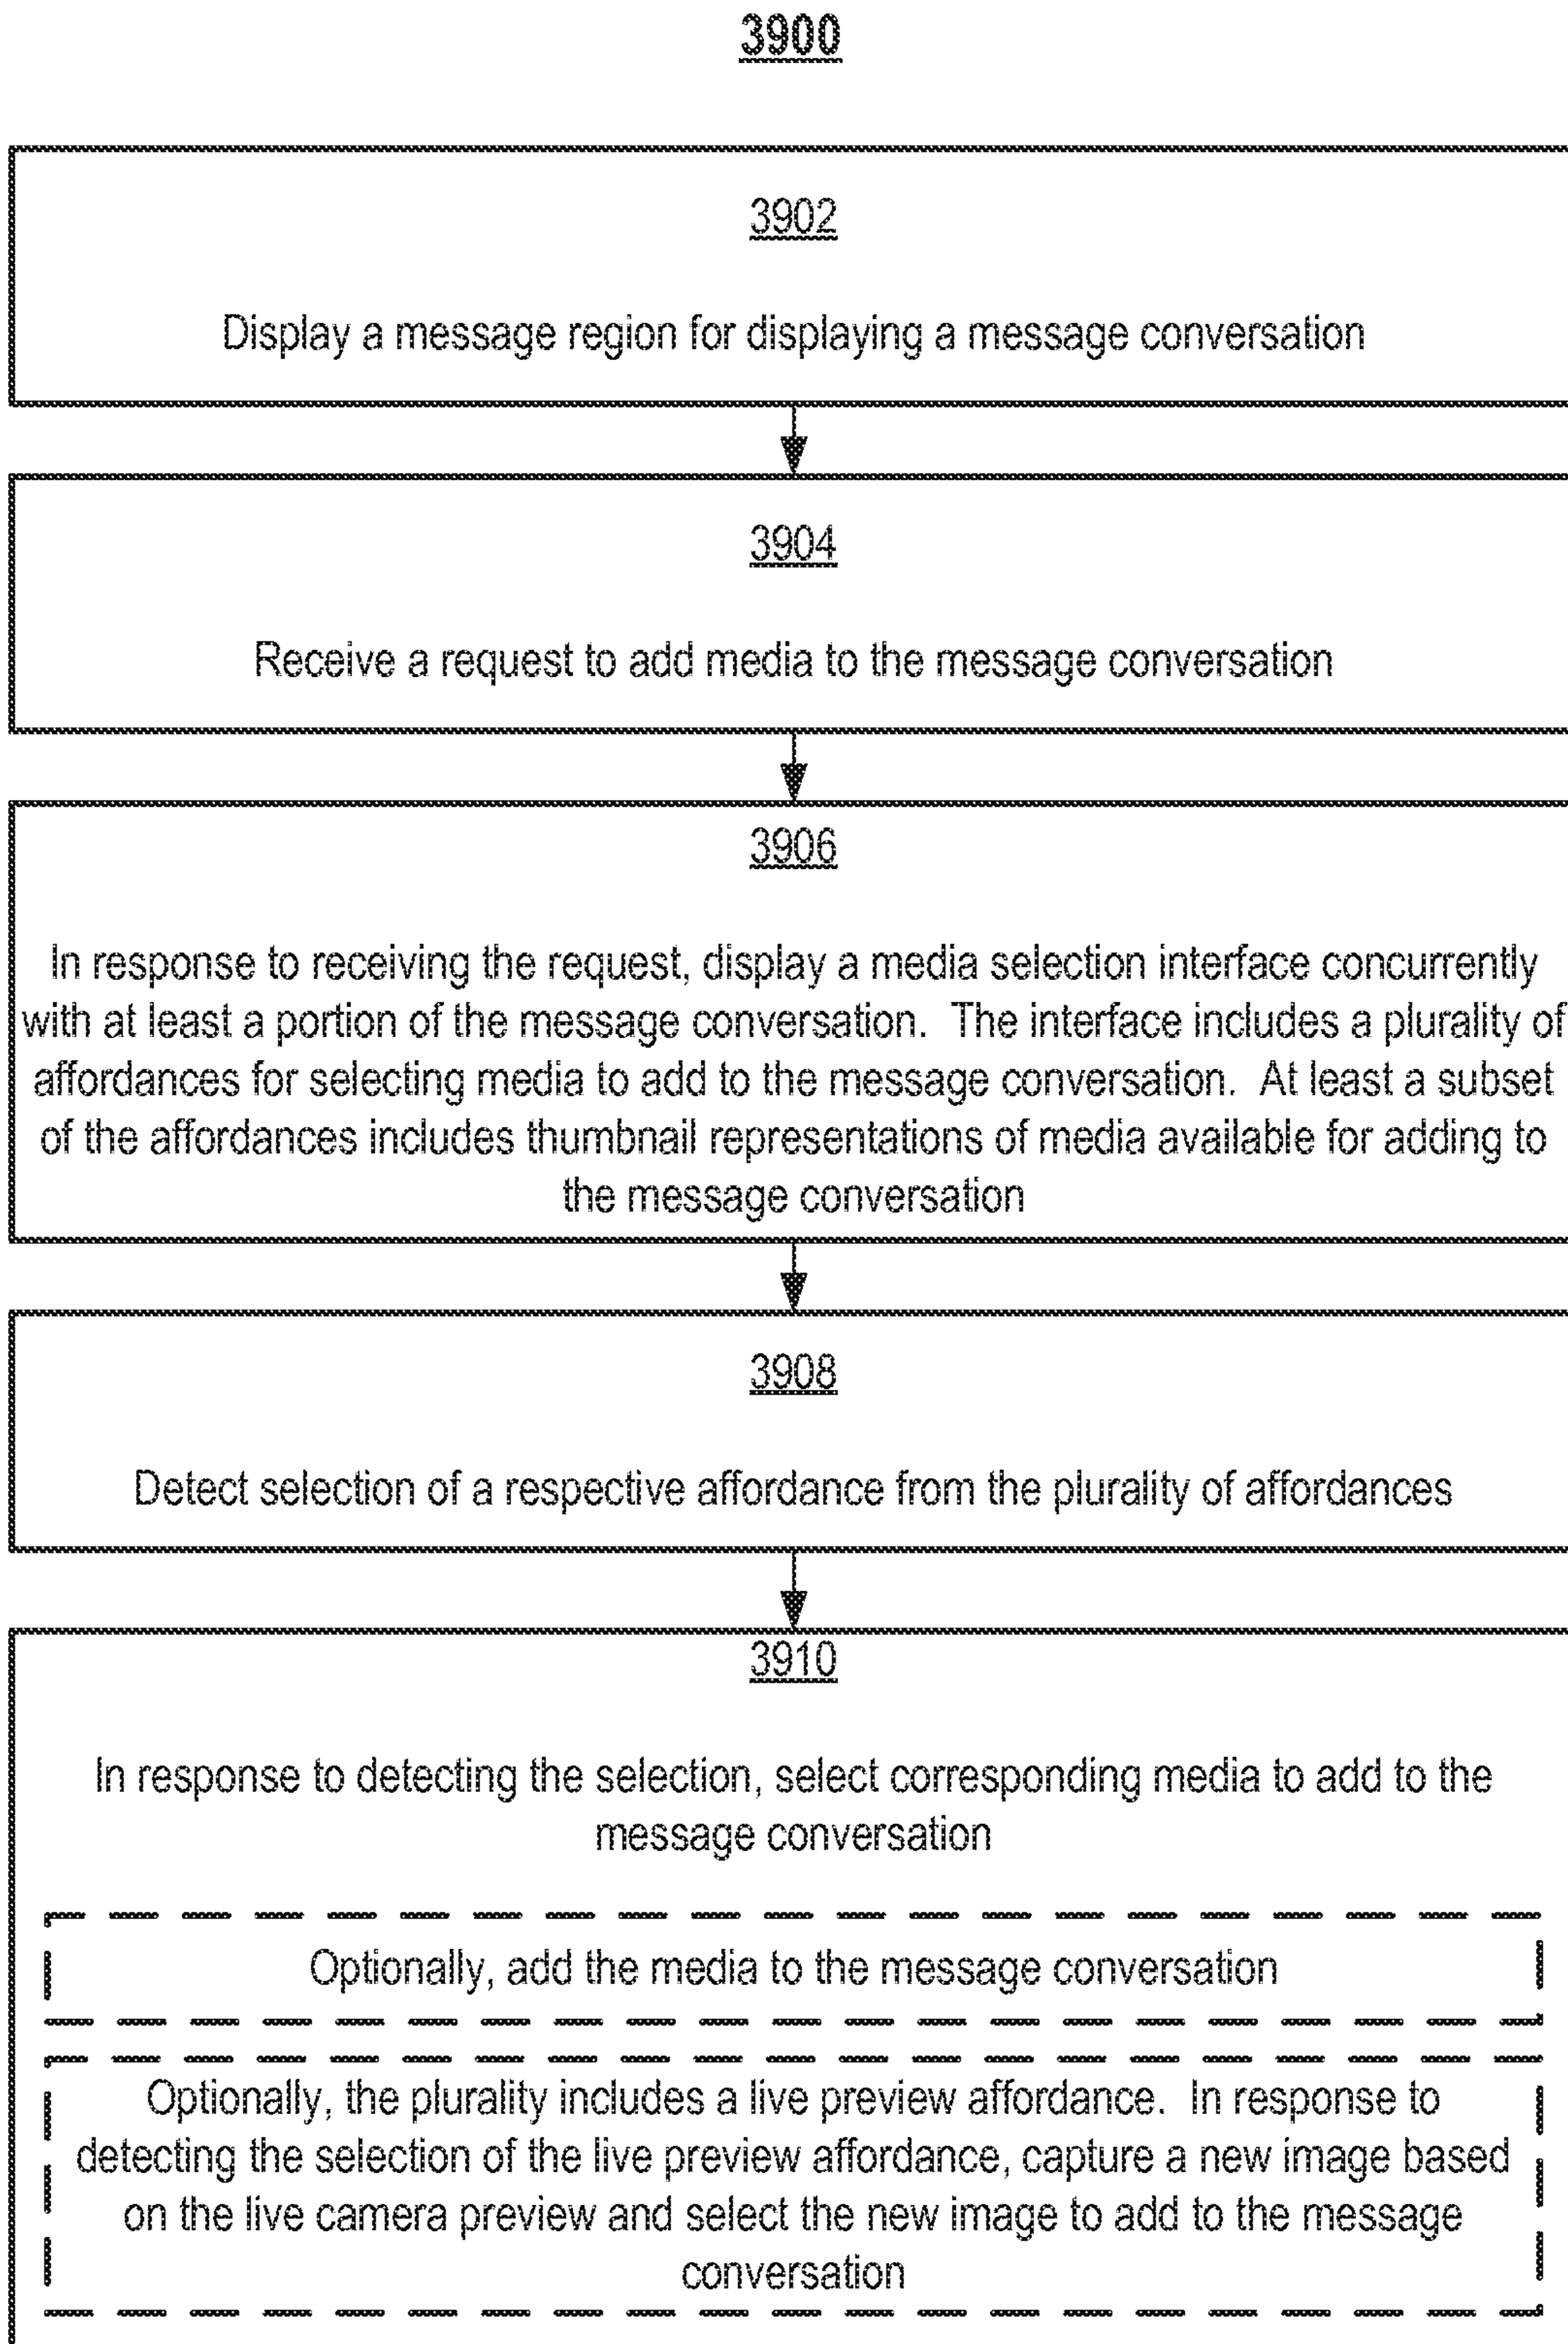 3900
3902
Display a message region for displaying a message conversation
3904
Receive a request to add media to the message conversation
3906
In response to receiving the request, display a media selection interface concurrently
with at least a portion of the message conversation. The interface includes a plurality of
affordances for selecting media to add to the message conversation. At least a subset
of the affordances includes thumbnail representations of media available for adding to
the message conversation
3908
Detect selection of a respective affordance from the plurality of affordances
3910
In response to detecting the selection, select corresponding media to add to the
message conversation
Optionally, add the media to the message conversation
Optionally, the plurality includes a live preview affordance. In response to
detecting the selection of the live preview affordance, capture a new image based
on the live camera preview and select the new image to add to the message
conversation